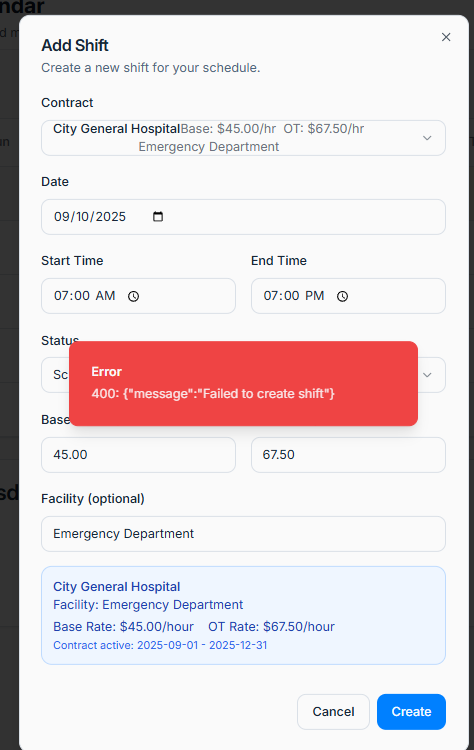 ndar
Add Shift
Create a new shift for your schedule.
Contract
City General HospitalBase: $45.00/hr OT: $67.50/hr
Emergency Department
Date
09/10/2025
Start Time End Time
07:00 AM 07:00 PM
Status
Sc
Error
400: {"message":"Failed to create shift"}
Base
45.00 67.50
Facility (optional)
Emergency Department
City General Hospital
Facility: Emergency Department
Base Rate: $45.00/hour OT Rate: $67.50/hour
Contract active: 2025-09-01 - 2025-12-31
Cancel Create